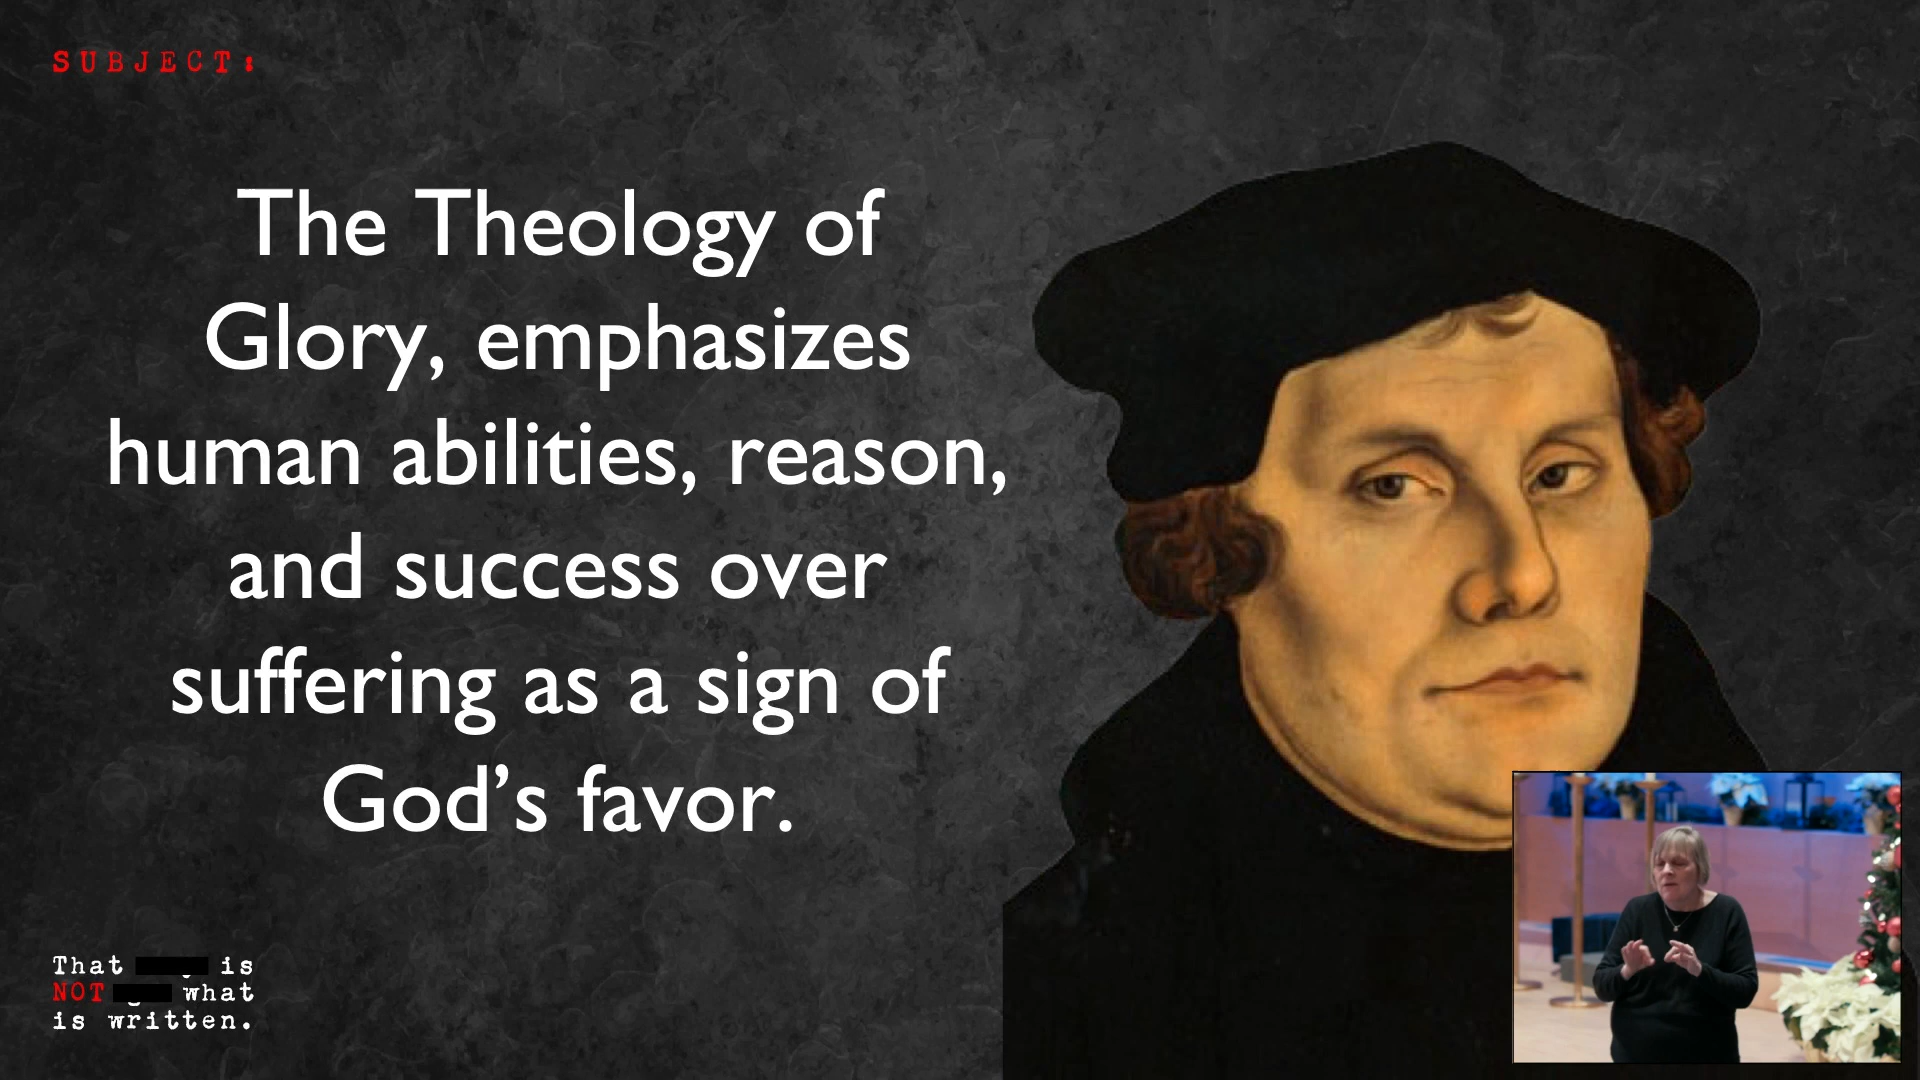 SUBJECT:
The Theology of
Glory, emphasizes
human abilities, reason,
and success over
suffering as a sign of
God's favor.
That is
NOT what
is written.